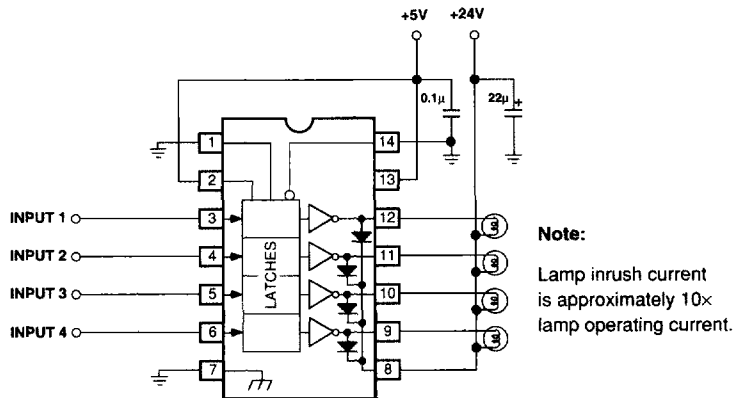 +5V +24V
0.1µ 22µ +
1 14
2 13
INPUT 1 3 12
INPUT 2 4 11
INPUT 3 5 10
INPUT 4 6 9
7 8
LATCHES
Note:
Lamp inrush current
is approximately 10×
lamp operating current.